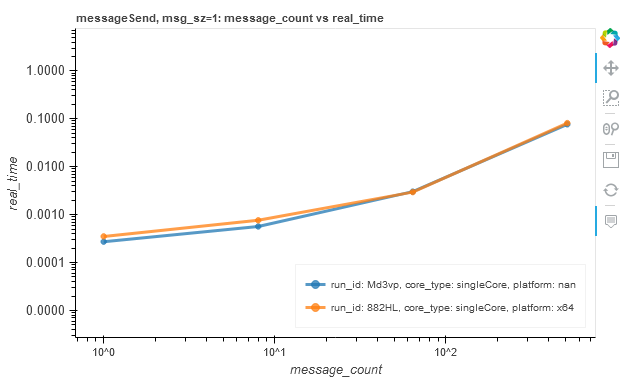 messageSend, msg_sz=1: message_count vs real_time
1.0000
0.1000
0.0100
0.0010
0.0001
0.0000
real_time
run_id: Md3vp, core_type: singleCore, platform: nan
run_id: 882HL, core_type: singleCore, platform: x64
10^0
10^1
10^2
message_count